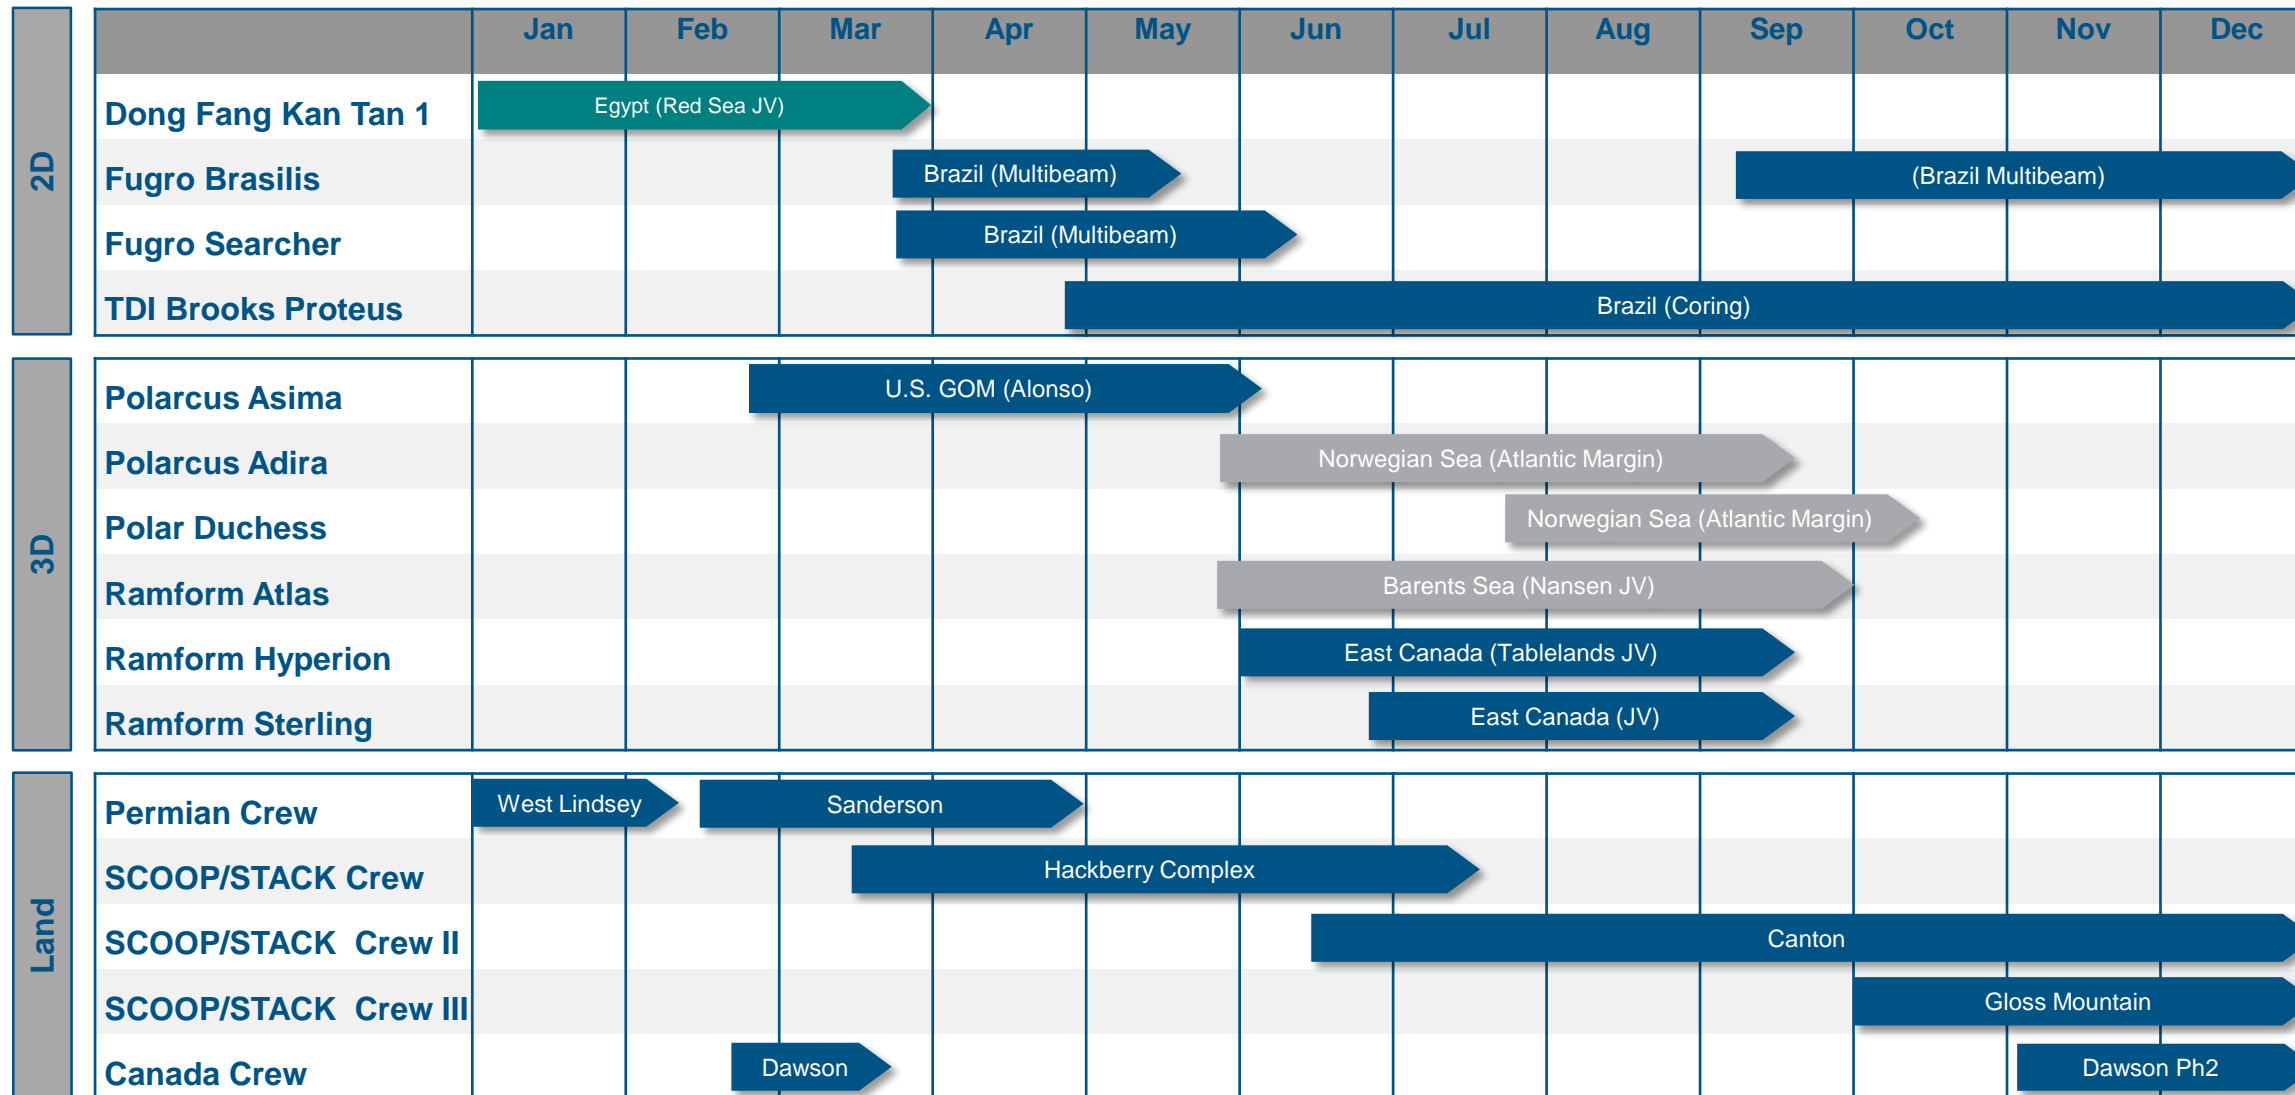 Jan Feb Mar Apr May Jun Jul Aug Sep Oct Nov Dec
2D
Dong Fang Kan Tan 1 Egypt (Red Sea JV)
Fugro Brasilis Brazil (Multibeam) (Brazil Multibeam)
Fugro Searcher Brazil (Multibeam)
TDI Brooks Proteus Brazil (Coring)
3D
Polarcus Asima U.S. GOM (Alonso)
Polarcus Adira Norwegian Sea (Atlantic Margin)
Polar Duchess Norwegian Sea (Atlantic Margin)
Ramform Atlas Barents Sea (Nansen JV)
Ramform Hyperion East Canada (Tablelands JV)
Ramform Sterling East Canada (JV)
Land
Permian Crew West Lindsey Sanderson
SCOOP/STACK Crew Hackberry Complex
SCOOP/STACK Crew II Canton
SCOOP/STACK Crew III Gloss Mountain
Canada Crew Dawson Dawson Ph2